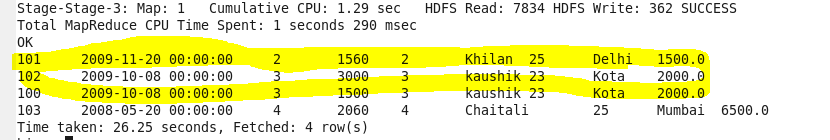 Stage-Stage-3: Map: 1 Cumulative CPU: 1.29 sec HDFS Read: 7834 HDFS Write: 362 SUCCESS
Total MapReduce CPU Time Spent: 1 seconds 290 msec
OK
101 2009-11-20 00:00:00 2 1560 2 Khilan 25 Delhi 1500.0
102 2009-10-08 00:00:00 3 3000 3 kaushik 23 Kota 2000.0
100 2009-10-08 00:00:00 3 1500 3 kaushik 23 Kota 2000.0
103 2008-05-20 00:00:00 4 2060 4 Chaitali 25 Mumbai 6500.0
Time taken: 26.25 seconds, Fetched: 4 row(s)